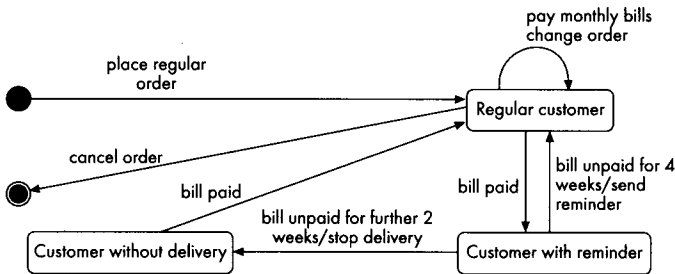 pay monthly bills
change order
place regular
order
Regular customer
cancel order
bill paid
bill paid
bill unpaid for 4
weeks/send
reminder
bill unpaid for further 2
weeks/stop delivery
Customer without delivery
Customer with reminder